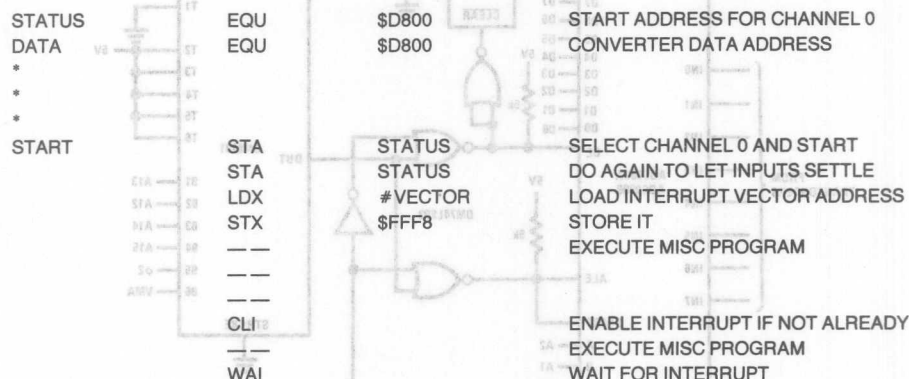 STATUS EQU $D800 START ADDRESS FOR CHANNEL 0
DATA EQU $D800 CONVERTER DATA ADDRESS
*
*
*
START STA STATUS SELECT CHANNEL 0 AND START
STA STATUS DO AGAIN TO LET INPUTS SETTLE
LDX #VECTOR LOAD INTERRUPT VECTOR ADDRESS
STX $FFF8 STORE IT
— — EXECUTE MISC PROGRAM
— —
— —
CLI ENABLE INTERRUPT IF NOT ALREADY
— — EXECUTE MISC PROGRAM
WAI WAIT FOR INTERRUPT